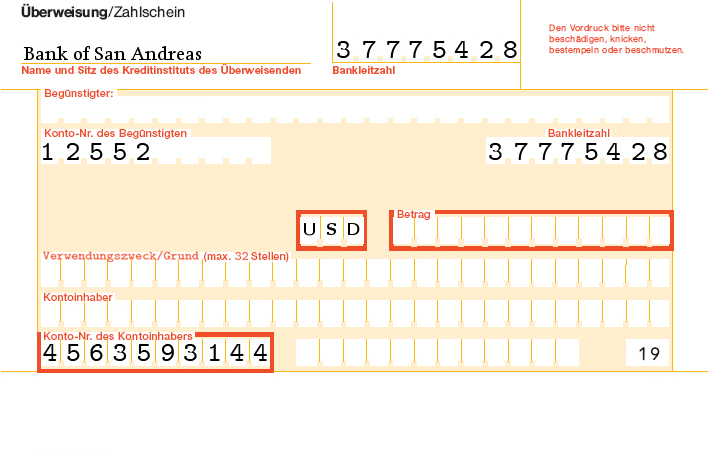 Überweisung/Zahlschein
Den Vordruck bitte nicht
beschädigen, knicken,
bestempeln oder beschmutzen.
Bank of San Andreas
37775428
Name und Sitz des Kreditinstituts des Überweisenden
Bankleitzahl
Begünstigter:
Konto-Nr. des Begünstigten
Bankleitzahl
12552
37775428
Betrag
USD
Verwendungszweck/Grund (max. 32 Stellen)
Kontoinhaber
Konto-Nr. des Kontoinhabers
4563593144
19